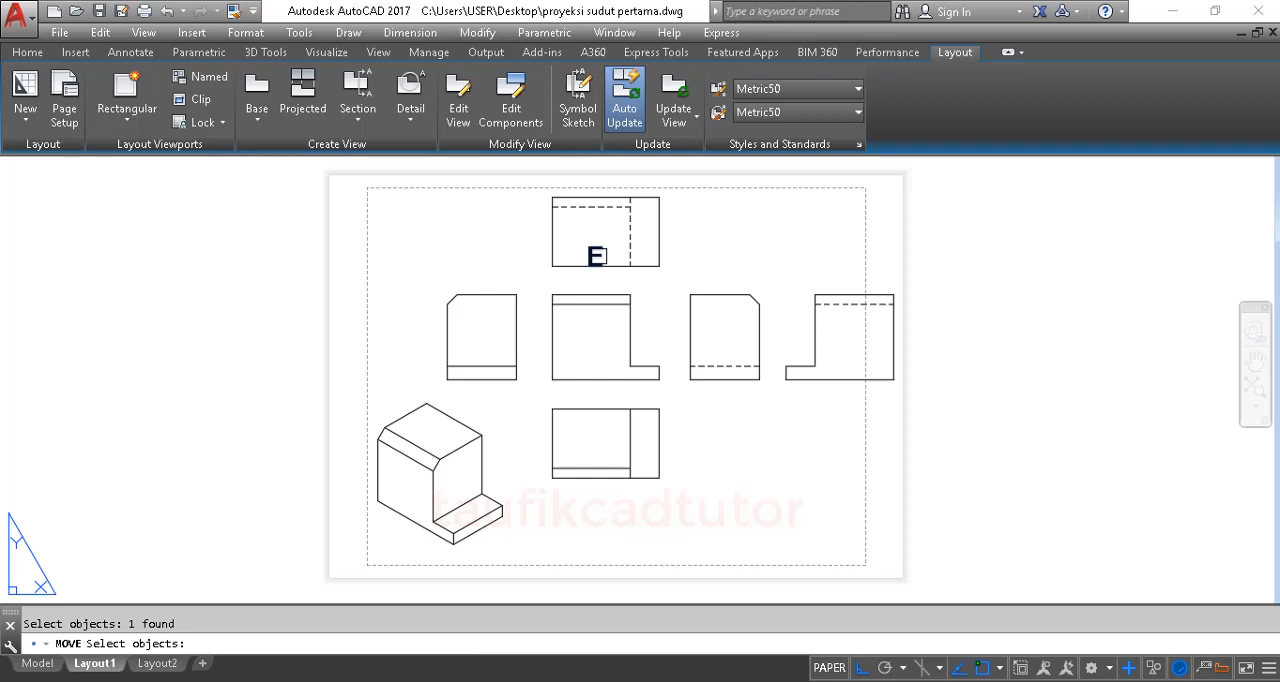 Autodesk AutoCAD 2017 C:\Users\USER\Desktop\proyeksi sudut pertama.dwg Type a keyword or phrase Sign In
File Edit View Insert Format Tools Draw Dimension Modify Parametric Window Help Express
Home Insert Annotate Parametric 3D Tools Visualize View Manage Output Add-ins A360 Express Tools Featured Apps BIM 360 Performance Layout
New Page Setup Rectangular Named Clip Lock Base Projected Section Detail Edit View Edit Components Symbol Sketch Auto Update Update View Metric50 Metric50
Layout Layout Viewports Create View Modify View Update Styles and Standards
E
taufikcadtutor
Y X
Select objects: 1 found
MOVE Select objects:
Model Layout1 Layout2 + PAPER